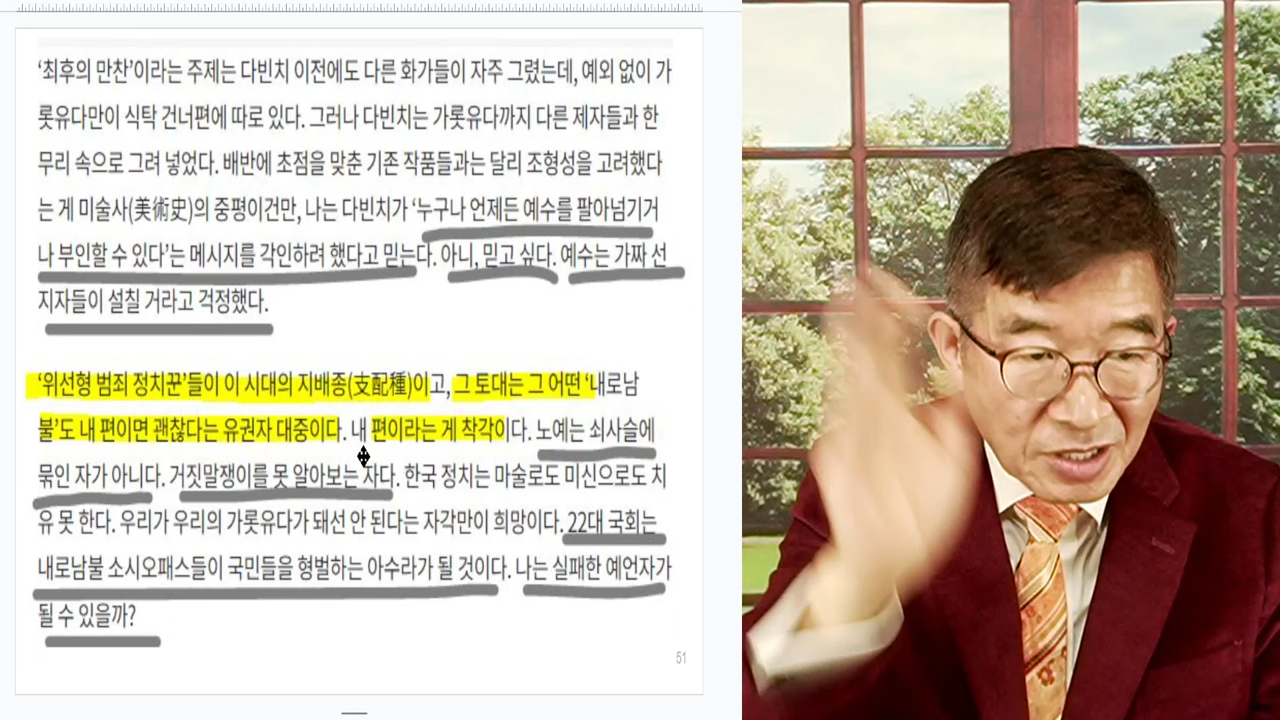 ‘최후의 만찬’이라는 주제는 다빈치 이전에도 다른 화가들이 자주 그렸는데, 예외 없이 가
롯유다만이 식탁 건너편에 따로 있다. 그러나 다빈치는 가롯유다까지 다른 제자들과 한
무리 속으로 그려 넣었다. 배반에 초점을 맞춘 기존 작품들과는 달리 조형성을 고려했다
는 게 미술사(美術史)의 중평이건만, 나는 다빈치가 ‘누구나 언제든 예수를 팔아넘기거
나 부인할 수 있다’는 메시지를 각인하려 했다고 믿는다. 아니, 믿고 싶다. 예수는 가짜 선
지자들이 설칠 거라고 걱정했다.
‘위선형 범죄 정치꾼’들이 이 시대의 지배종(支配種)이고, 그 토대는 그 어떤 ‘내로남
불’도 내 편이면 괜찮다는 유권자 대중이다. 내 편이라는 게 착각이다. 노예는 쇠사슬에
묶인 자가 아니다. 거짓말쟁이를 못 알아보는 자다. 한국 정치는 마술로도 미신으로도 치
유 못 한다. 우리가 우리의 가롯유다가 돼선 안 된다는 자각만이 희망이다. 22대 국회는
내로남불 소시오패스들이 국민들을 형벌하는 아수라가 될 것이다. 나는 실패한 예언자가
될 수 있을까?
51